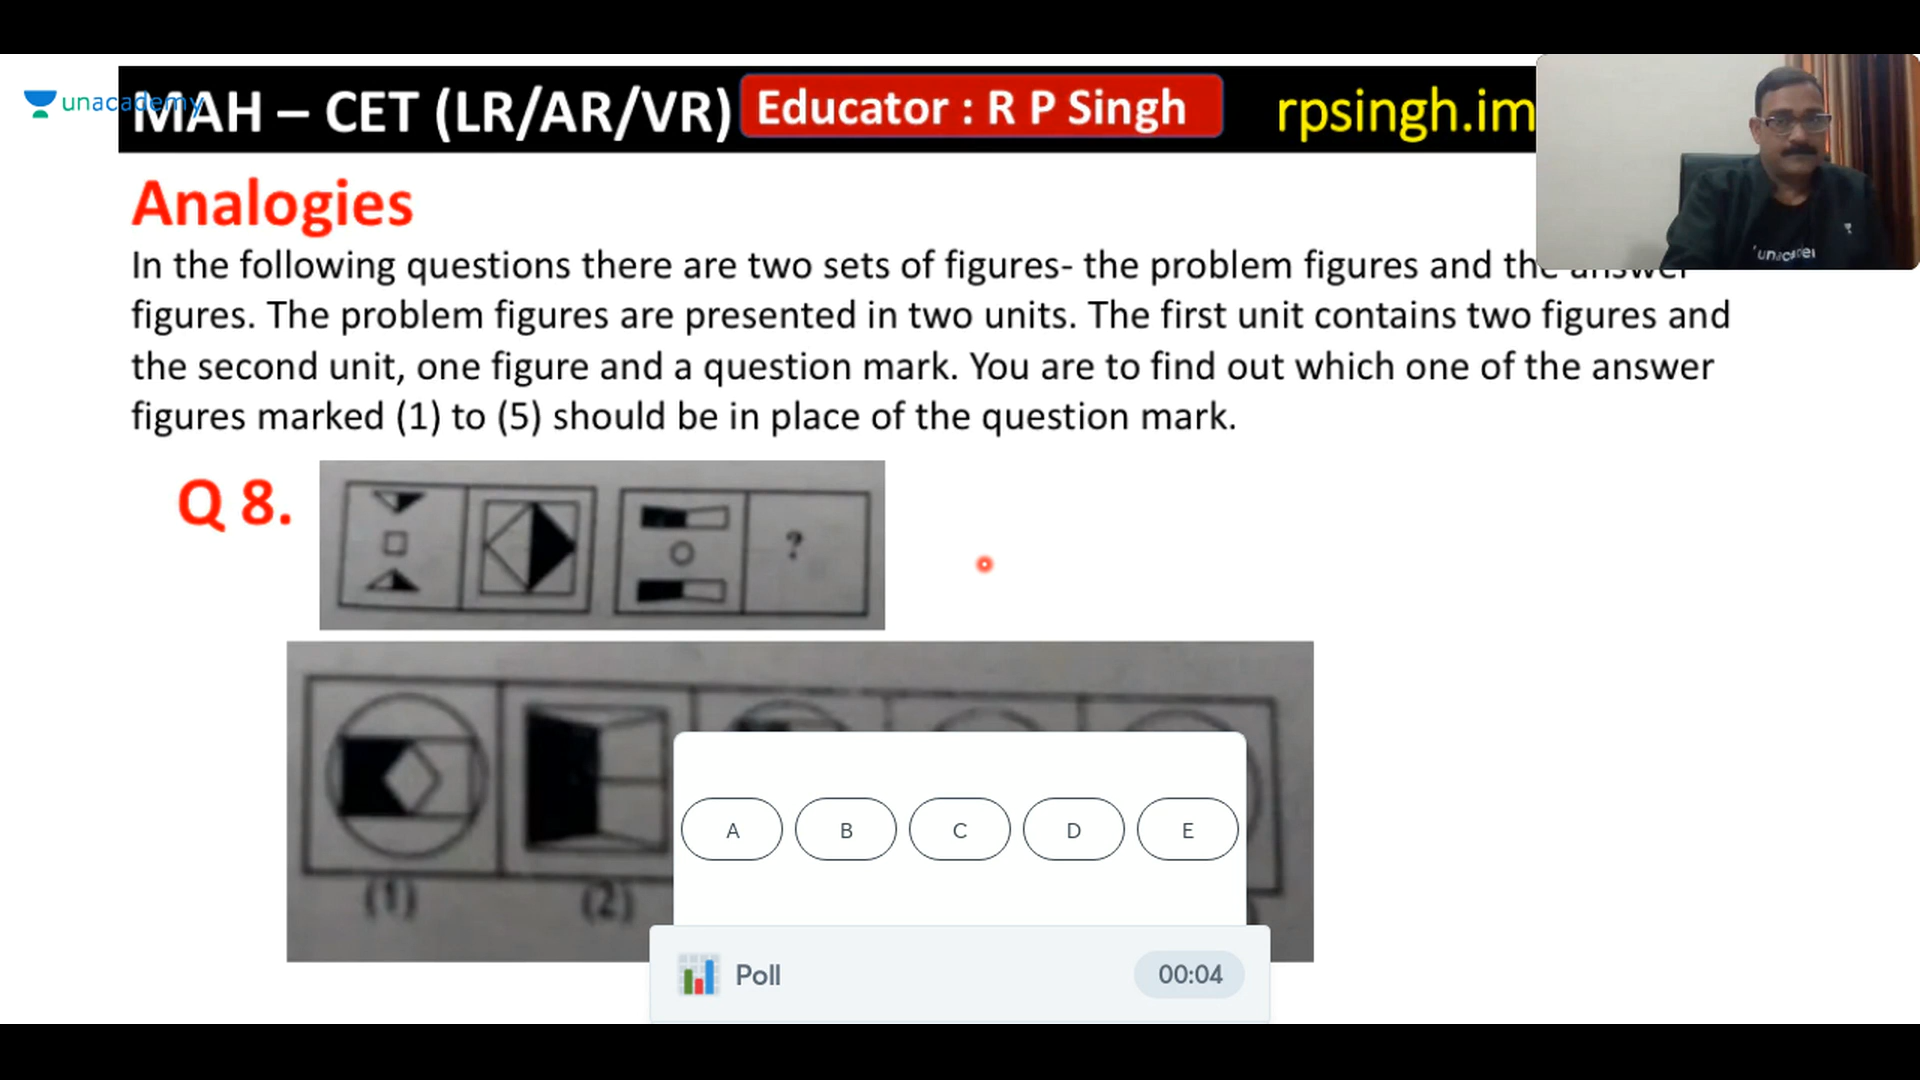 unacademy
MAH – CET (LR/AR/VR) Educator : R P Singh rpsingh.im
Analogies
In the following questions there are two sets of figures- the problem figures and the answer
figures. The problem figures are presented in two units. The first unit contains two figures and
the second unit, one figure and a question mark. You are to find out which one of the answer
figures marked (1) to (5) should be in place of the question mark.
Q 8.
?
A B C D E
(1) (2)
Poll 00:04